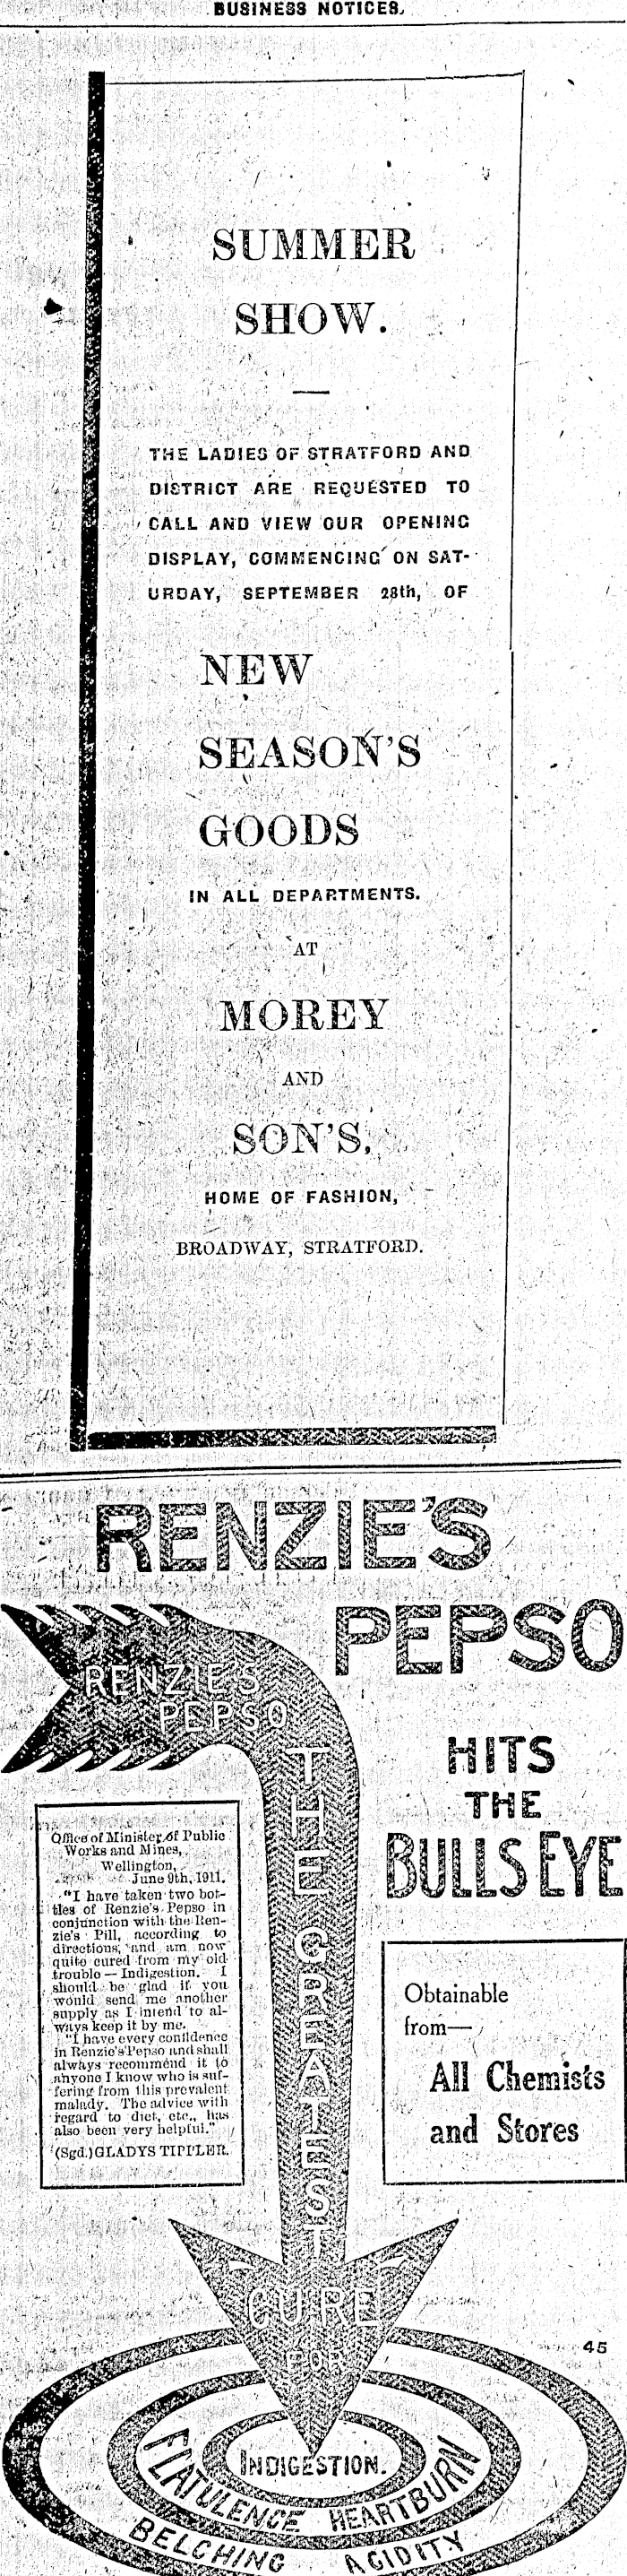 BUSINESS NOTICES.
SUMMER
SHOW.
THE LADIES OF STRATFORD AND
DISTRICT ARE REQUESTED TO
CALL AND VIEW OUR OPENING
DISPLAY, COMMENCING ON SAT-
URDAY, SEPTEMBER 28th, OF
NEW
SEASON'S
GOODS
IN ALL DEPARTMENTS.
AT
MOREY
AND
SON'S,
HOME OF FASHION,
BROADWAY, STRATFORD.
RENZIE'S
PEPSO
RENZIE'S
PEPSO
THE GREATEST
CURE
FOR
HITS
THE
BULLS EYE
Office of Minister of Public
Works and Mines,
Wellington,
June 9th, 1911.
"I have taken two bot-
tles of Renzie's Pepso in
conjunction with the Ren-
zie's Pill, according to
directions, and am now
quite cured from my old
trouble — Indigestion. I
should be glad if you
would send me another
supply as I intend to al-
ways keep it by me.
"I have every confidence
in Renzie's Pepso and shall
always recommend it to
anyone I know who is suf-
fering from this prevalent
malady. The advice with
regard to diet, etc., has
also been very helpful."
(Sgd.) GLADYS TIPPLER.
Obtainable
from—
All Chemists
and Stores
45
INDIGESTION.
FLATULENCE HEARTBURN
BELCHING ACIDITY